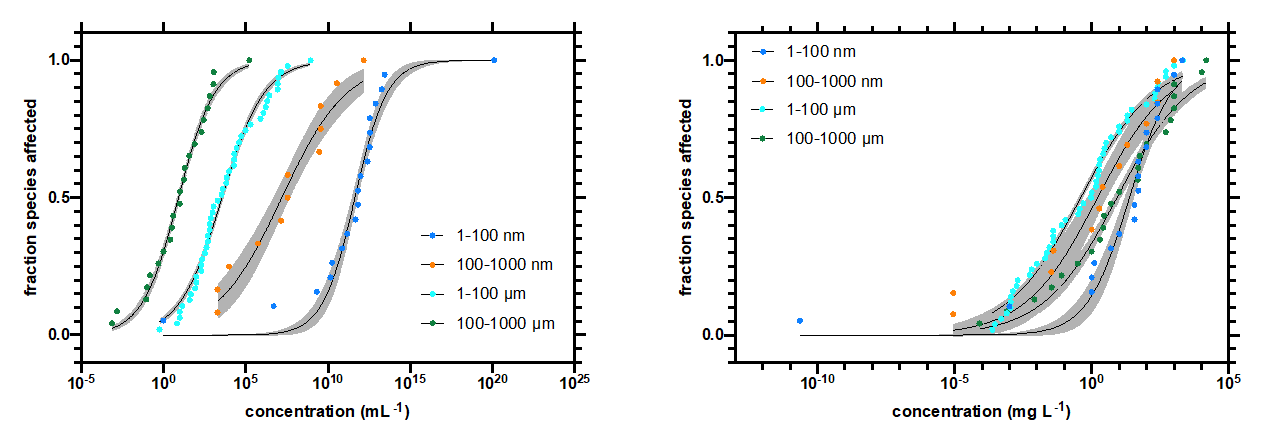 fraction species affected
1.0
0.5
0.0
1-100 nm
100-1000 nm
1-100 µm
100-1000 µm
10-5 100 105 1010 1015 1020 1025
concentration (mL-1)
fraction species affected
1.0
0.5
0.0
1-100 nm
100-1000 nm
1-100 µm
100-1000 µm
10-10 10-5 100 105
concentration (mg L-1)